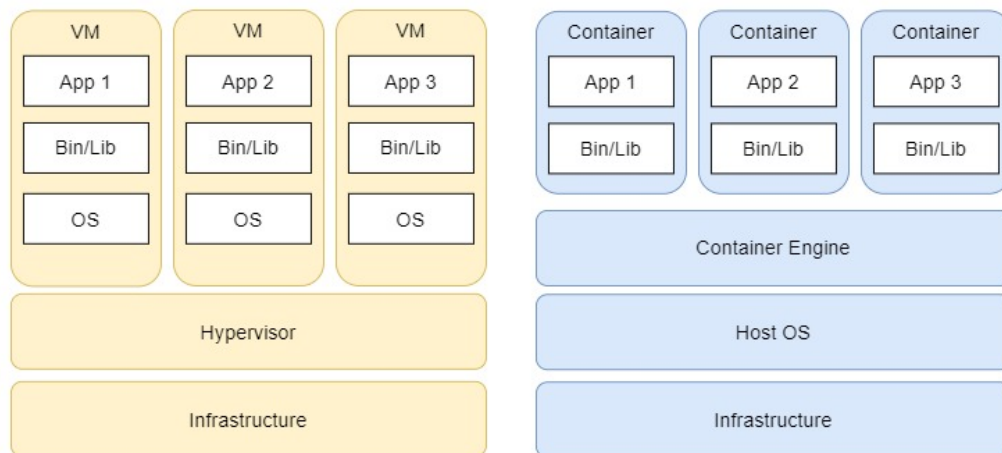 VM
VM
VM
App 1
App 2
App 3
Bin/Lib
Bin/Lib
Bin/Lib
OS
OS
OS
Hypervisor
Infrastructure
Container
Container
Container
App 1
App 2
App 3
Bin/Lib
Bin/Lib
Bin/Lib
Container Engine
Host OS
Infrastructure